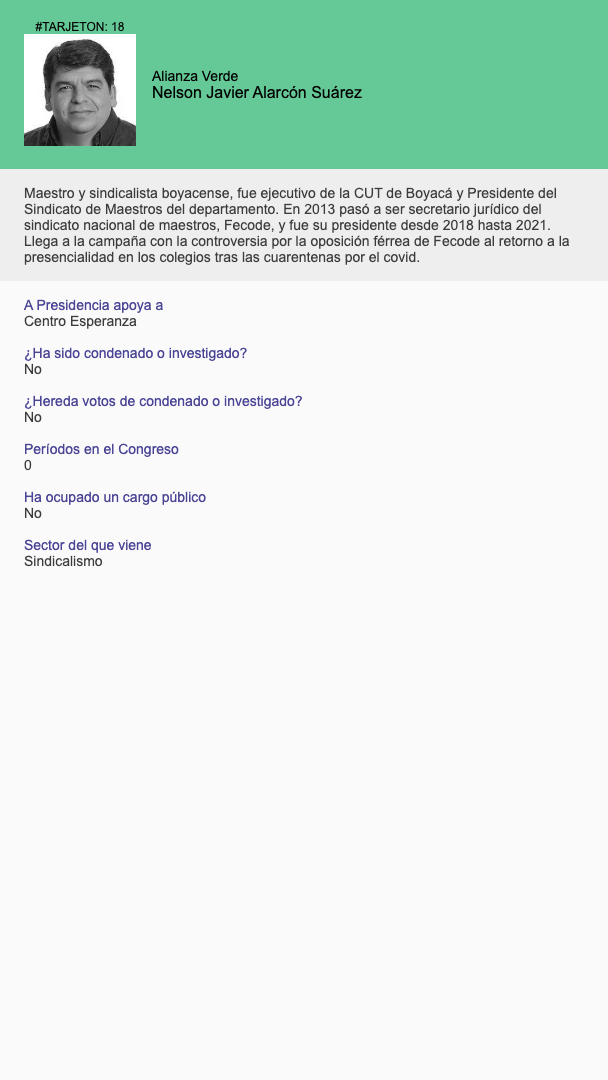 #TARJETON: 18
Alianza Verde
Nelson Javier Alarcón Suárez
Maestro y sindicalista boyacense, fue ejecutivo de la CUT de Boyacá y Presidente del
Sindicato de Maestros del departamento. En 2013 pasó a ser secretario jurídico del
sindicato nacional de maestros, Fecode, y fue su presidente desde 2018 hasta 2021.
Llega a la campaña con la controversia por la oposición férrea de Fecode al retorno a la
presencialidad en los colegios tras las cuarentenas por el covid.
A Presidencia apoya a
Centro Esperanza
¿Ha sido condenado o investigado?
No
¿Hereda votos de condenado o investigado?
No
Períodos en el Congreso
0
Ha ocupado un cargo público
No
Sector del que viene
Sindicalismo